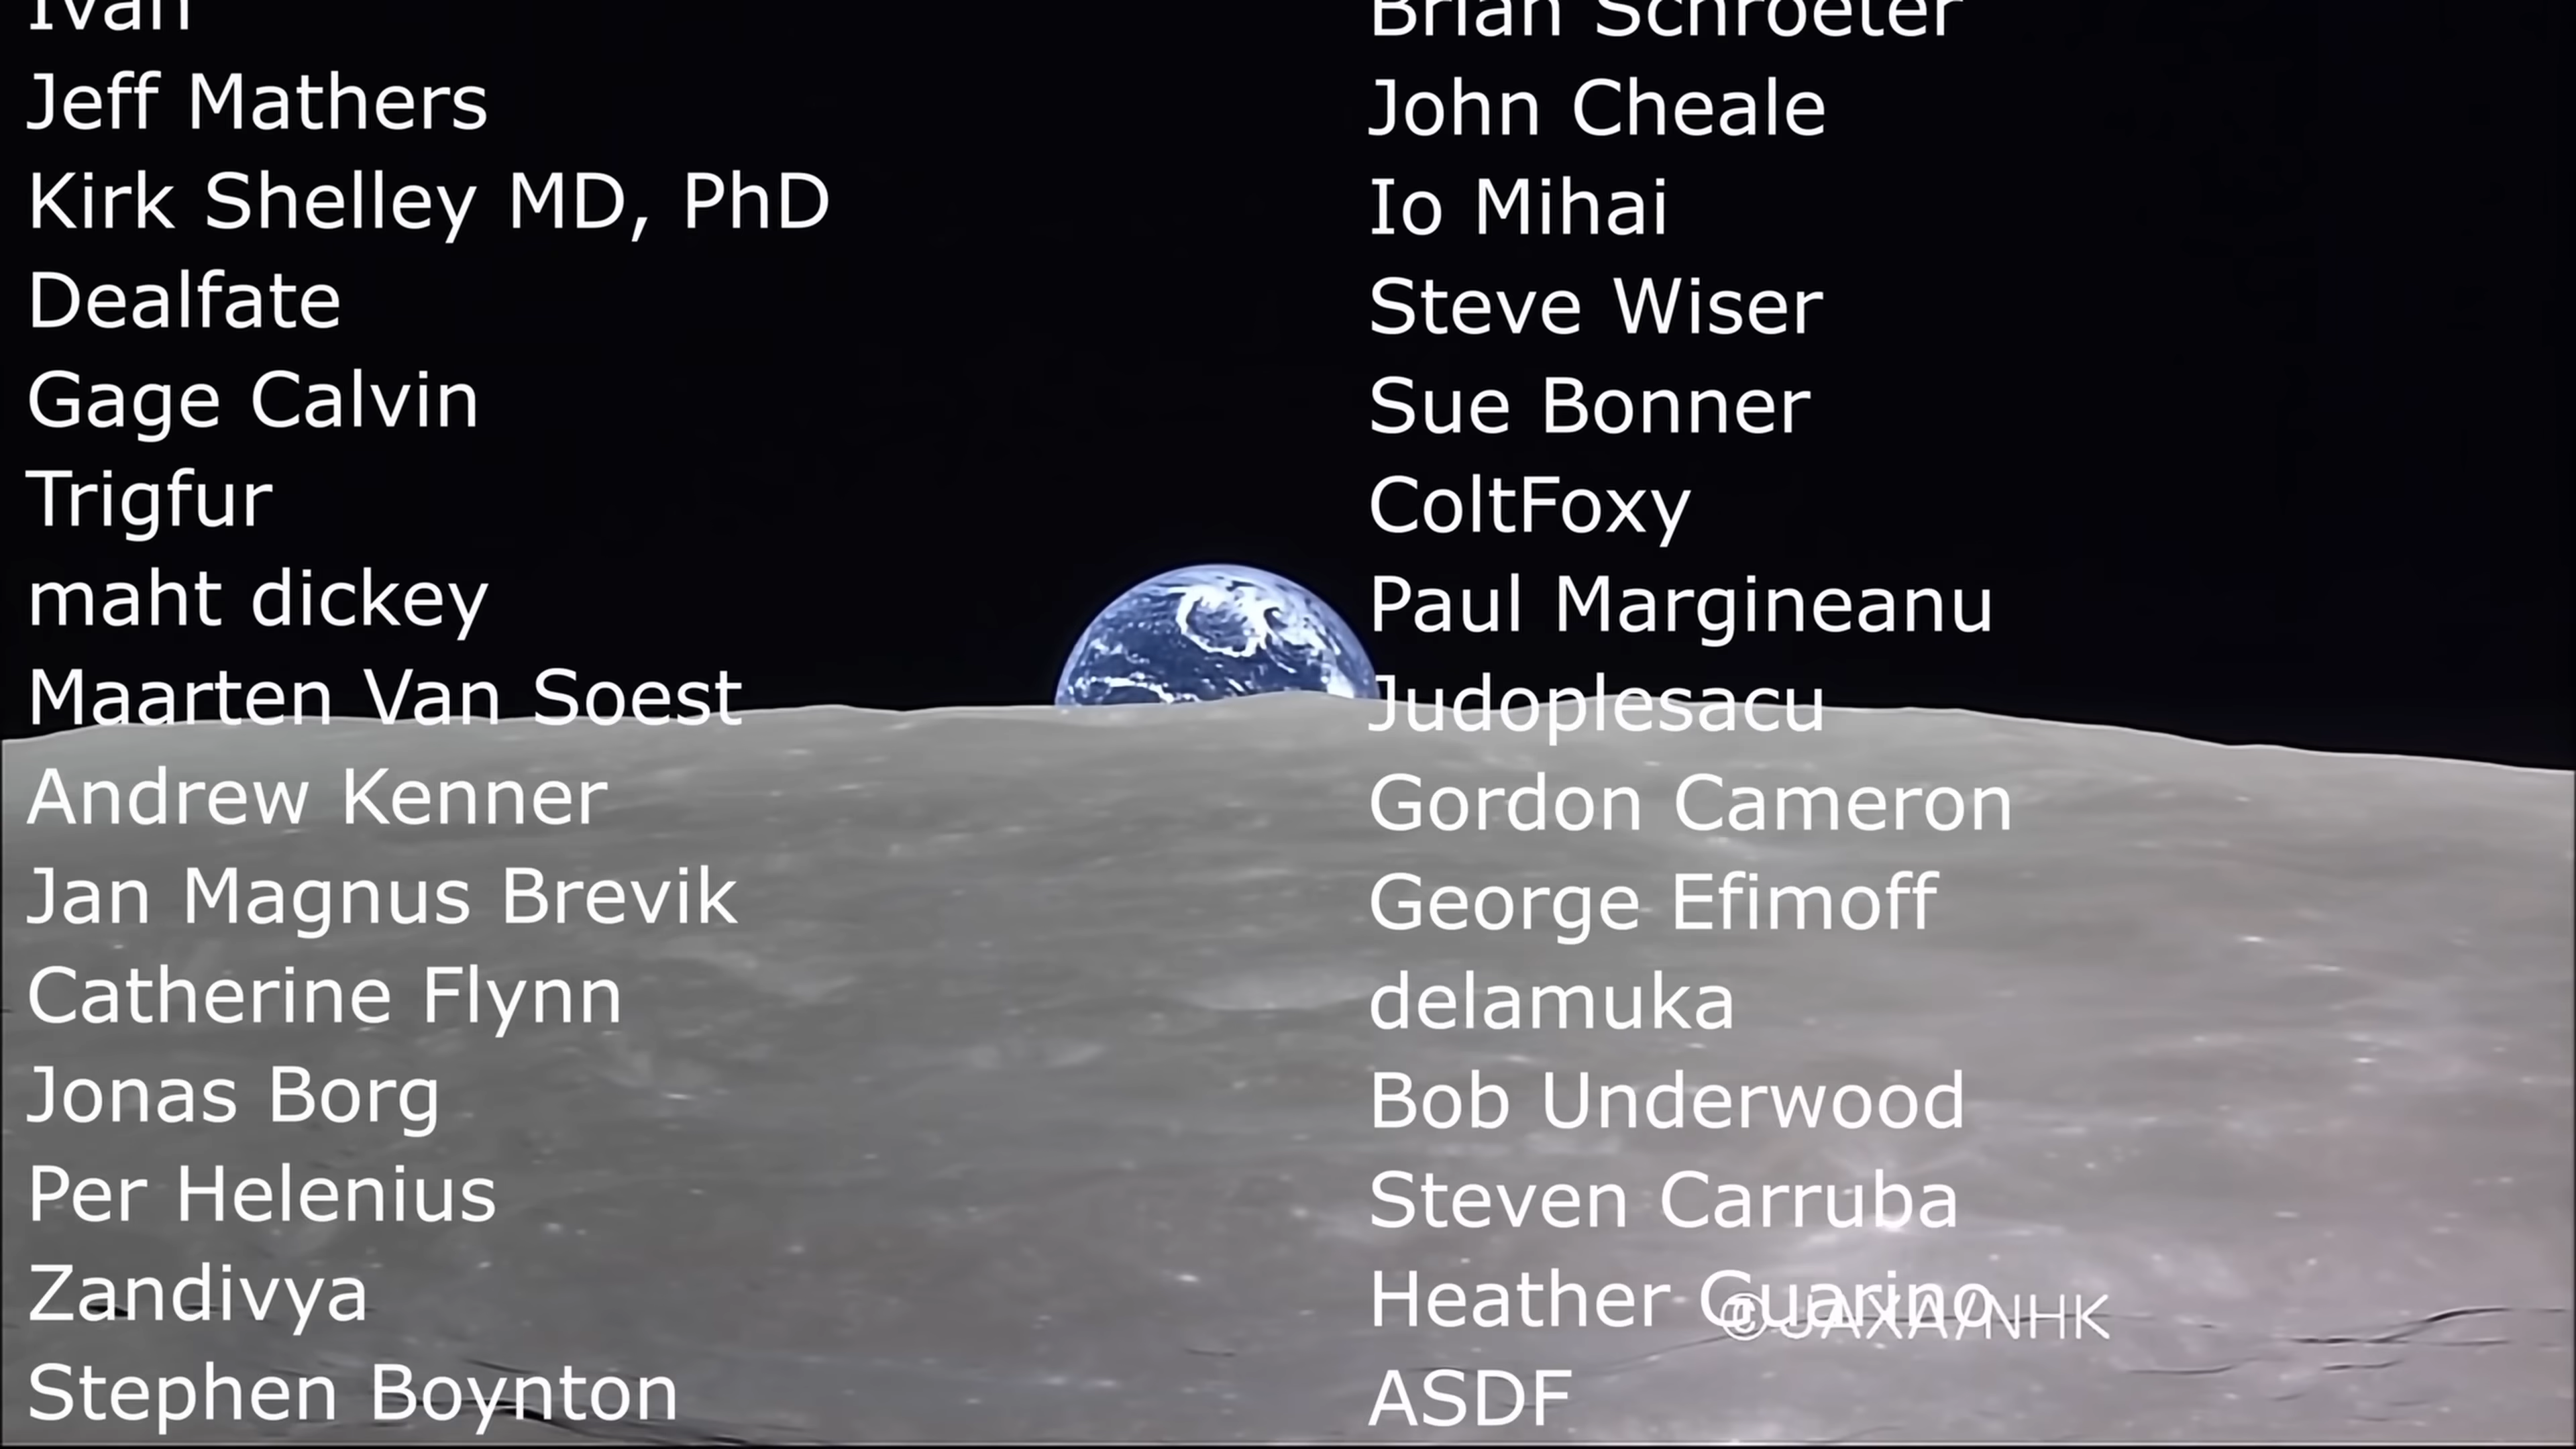 Ivan
Jeff Mathers
Kirk Shelley MD, PhD
Dealfate
Gage Calvin
Trigfur
maht dickey
Maarten Van Soest
Andrew Kenner
Jan Magnus Brevik
Catherine Flynn
Jonas Borg
Per Helenius
Zandivya
Stephen Boynton
Brian Schroeter
John Cheale
Io Mihai
Steve Wiser
Sue Bonner
ColtFoxy
Paul Margineanu
Judoplesacu
Gordon Cameron
George Efimoff
delamuka
Bob Underwood
Steven Carruba
Heather Guarino
©JAXA/NHK
ASDF